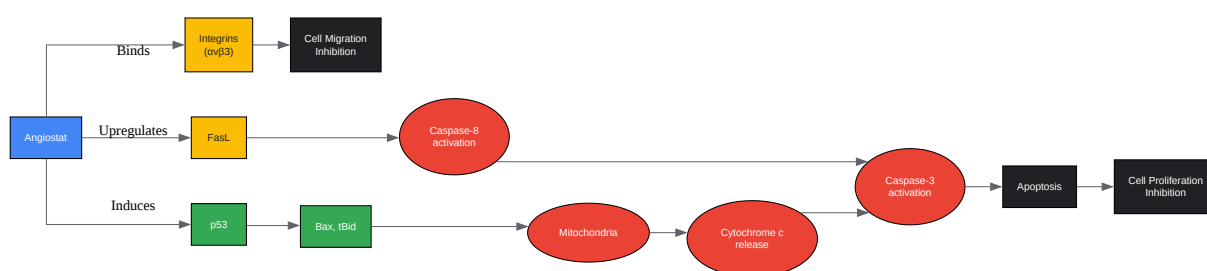 Integrins
(αvβ3)
Cell Migration
Inhibition
Binds
Angiostat
Upregulates
FasL
Caspase-8
activation
Caspase-3
activation
Apoptosis
Cell Proliferation
Inhibition
Induces
p53
Bax, tBid
Mitochondria
Cytochrome c
release